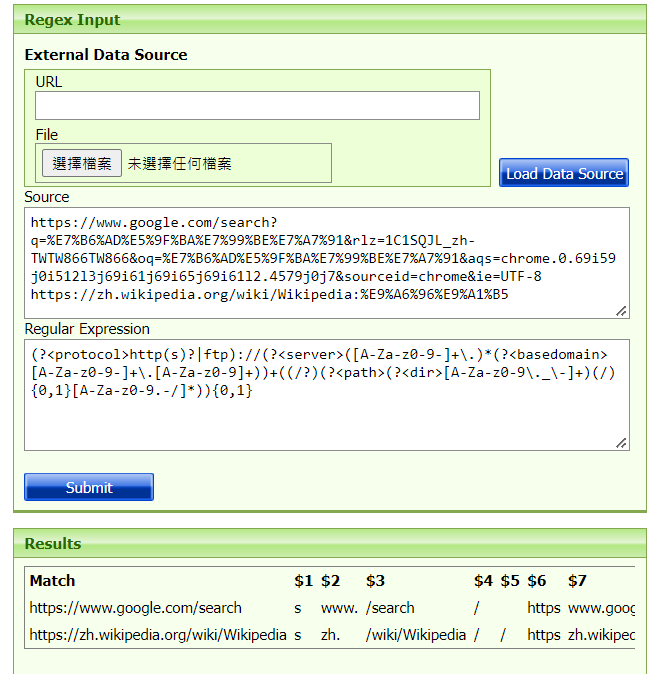 Regex Input
External Data Source
URL
File
選擇檔案 未選擇任何檔案
Load Data Source
Source
https://www.google.com/search?
q=%E7%B6%AD%E5%9F%BA%E7%99%BE%E7%A7%91&rlz=1C1SQJL_zh-
TWTW866TW866&oq=%E7%B6%AD%E5%9F%BA%E7%99%BE%E7%A7%91&aqs=chrome.0.69i59
j0i512l3j69i61j69i65j69i61l2.4579j0j7&sourceid=chrome&ie=UTF-8
https://zh.wikipedia.org/wiki/Wikipedia:%E9%A6%96%E9%A1%B5
Regular Expression
(?<protocol>http(s)?|ftp)://(?<server>([A-Za-z0-9-]+\.)*(?<basedomain>
[A-Za-z0-9-]+\.[A-Za-z0-9]+))+((/?)(?<path>(?<dir>[A-Za-z0-9\._\-]+)(/)
{0,1}[A-Za-z0-9.-/]*)){0,1}
Submit
Results
Match $1 $2 $3 $4 $5 $6 $7
https://www.google.com/search s www. /search / https www.goog
https://zh.wikipedia.org/wiki/Wikipedia s zh. /wiki/Wikipedia / / https zh.wikipec